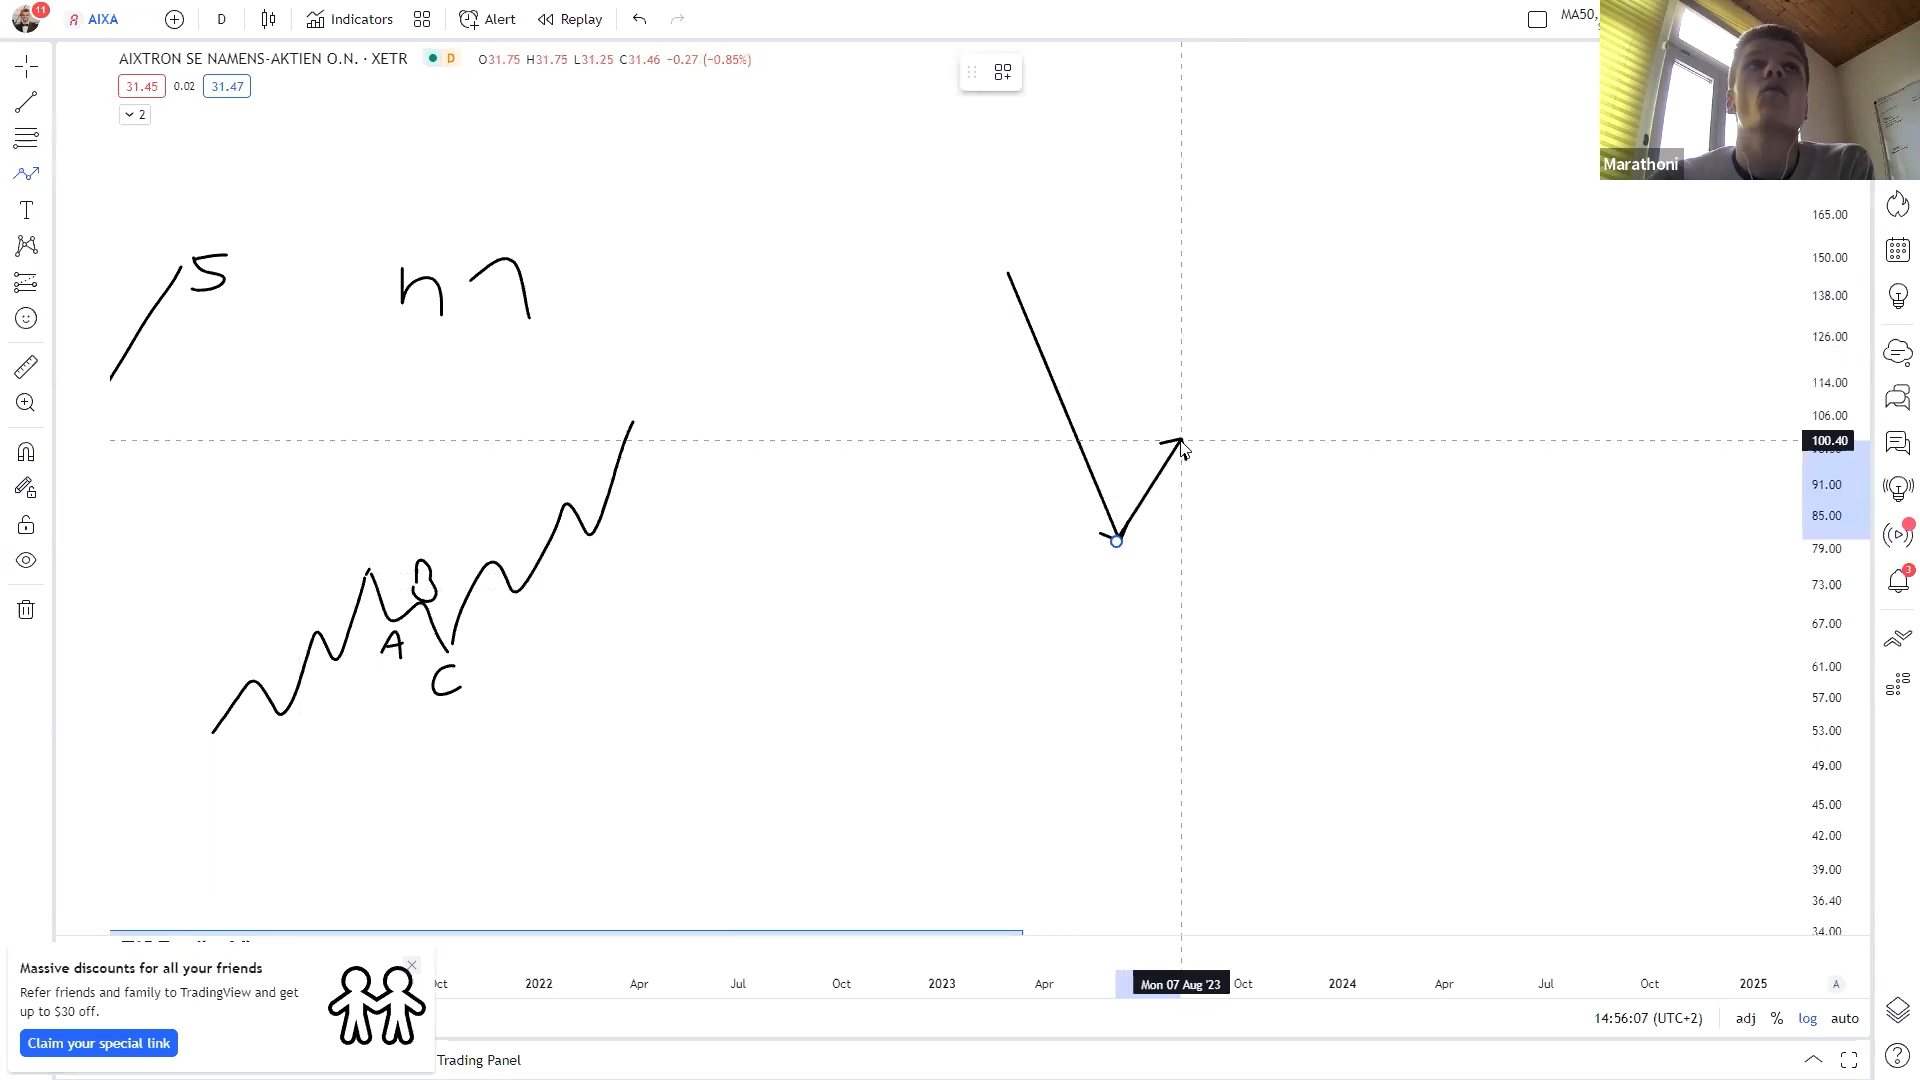 11
AIXA
D
Indicators
Alert
Replay
MA50,
AIXTRON SE NAMENS-AKTIEN O.N. · XETR
D
O31.75 H31.75 L31.25 C31.46 −0.27 (−0.85%)
31.45
0.02
31.47
2
Marathoni
165.00
150.00
138.00
126.00
114.00
106.00
100.40
91.00
85.00
79.00
73.00
67.00
61.00
57.00
53.00
49.00
45.00
42.00
39.00
36.40
34.00
5
B
A
C
3
Massive discounts for all your friends
Refer friends and family to TradingView and get
up to $30 off.
Claim your special link
2022
Apr
Jul
Oct
2023
Apr
Mon 07 Aug '23
Oct
2024
Apr
Jul
Oct
2025
A
14:56:07 (UTC+2)
adj
%
log
auto
Trading Panel